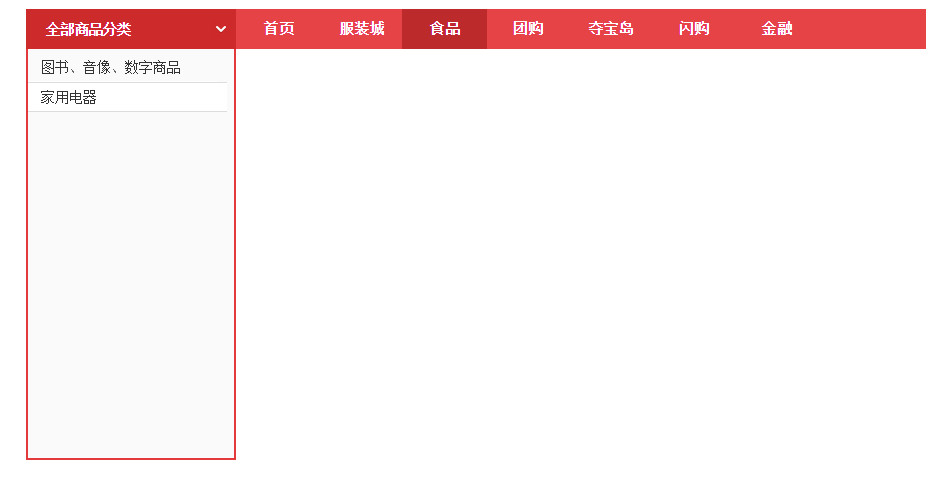 全部商品分类 首页 服装城 食品 团购 夺宝岛 闪购 金融
图书、音像、数字商品
家用电器